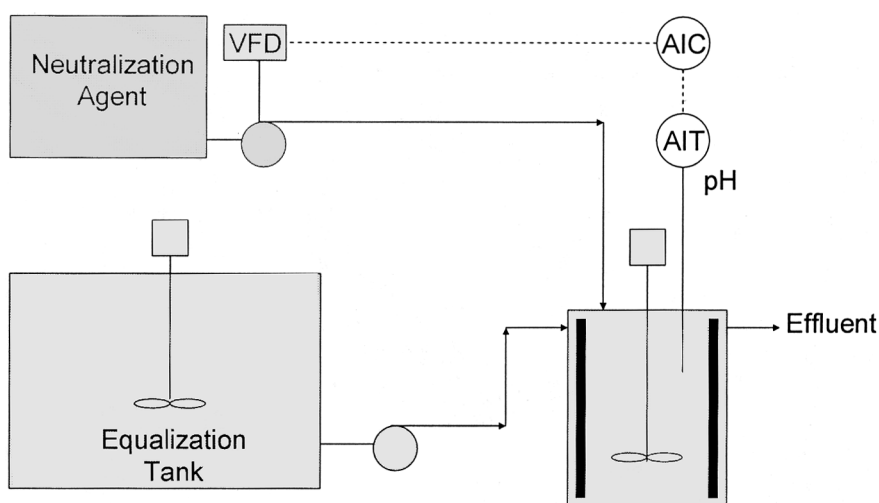 Neutralization
Agent
VFD
AIC
AIT
pH
Effluent
Equalization
Tank